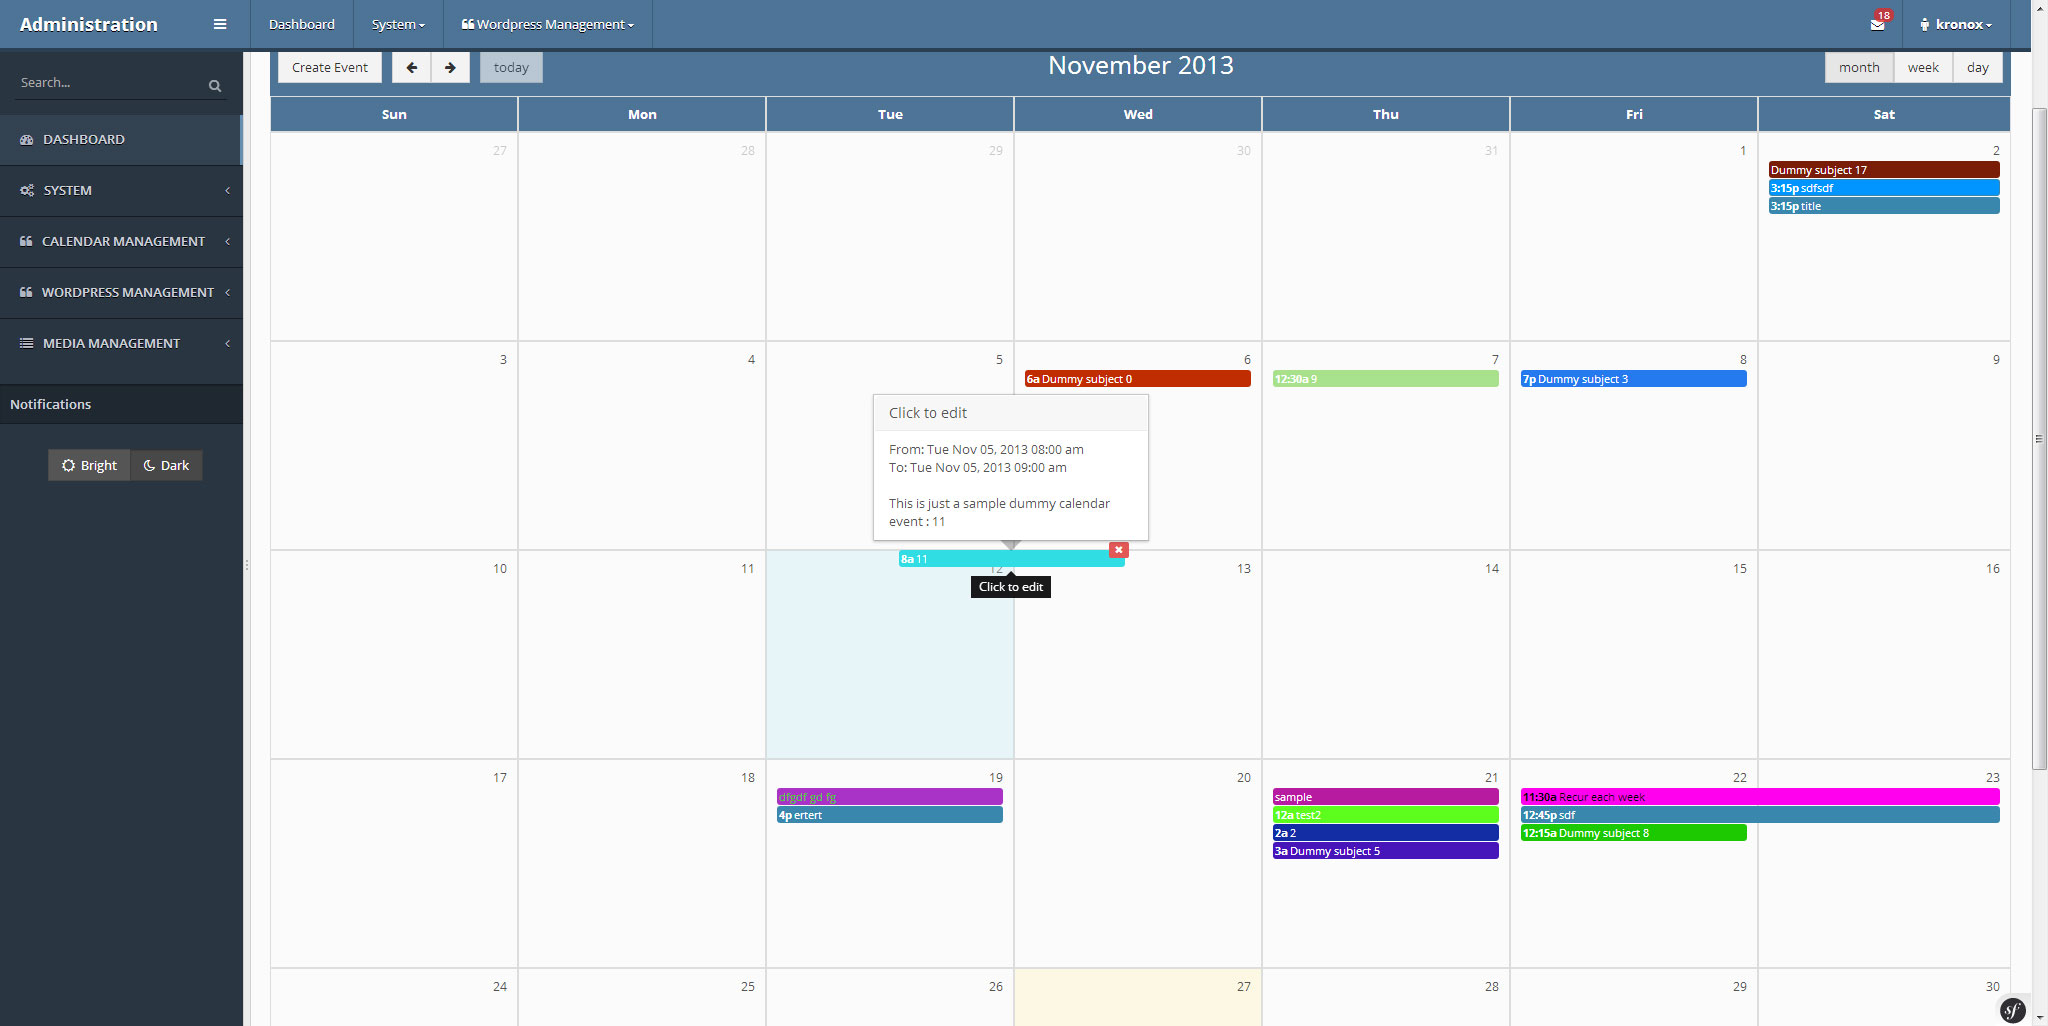 Administration
Dashboard
System
Wordpress Management
18
kronox
Search...
DASHBOARD
SYSTEM
CALENDAR MANAGEMENT
WORDPRESS MANAGEMENT
MEDIA MANAGEMENT
Notifications
Bright
Dark
Create Event
today
November 2013
month
week
day
Sun
Mon
Tue
Wed
Thu
Fri
Sat
27
28
29
30
31
1
2
Dummy subject 17
3:15p sdfsdf
3:15p title
3
4
5
6
7
8
9
6a Dummy subject 0
12:30a 9
7p Dummy subject 3
Click to edit
From: Tue Nov 05, 2013 08:00 am
To: Tue Nov 05, 2013 09:00 am
This is just a sample dummy calendar
event : 11
8a 11
Click to edit
10
11
12
13
14
15
16
17
18
19
20
21
22
23
dfgdf gd fg
4p ertert
sample
12a test2
2a 2
3a Dummy subject 5
11:30a Recur each week
12:45p sdf
12:15a Dummy subject 8
24
25
26
27
28
29
30
sf